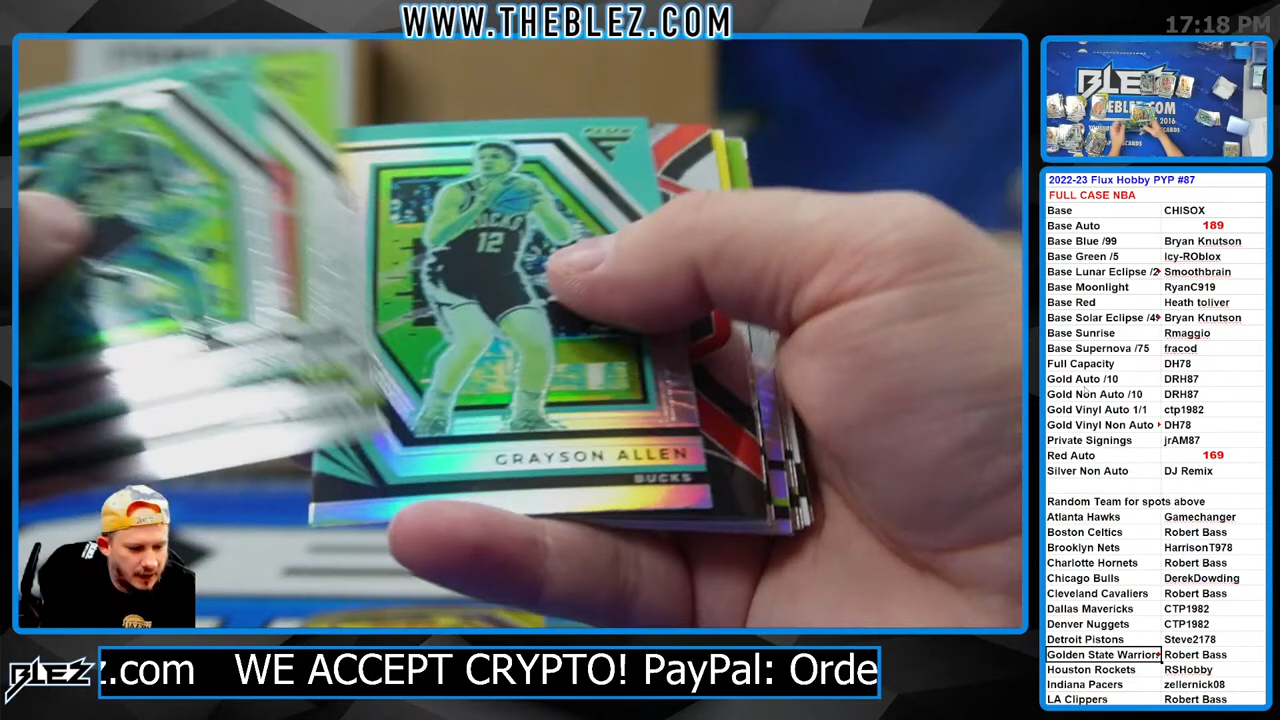 WWW.THEBLEZ.COM
17:18 PM
FLUX
BUCKS
12
GRAYSON ALLEN
BUCKS
BLEZ
2022-23 Flux Hobby PYP #87
FULL CASE NBA
Base CHISOX
Base Auto 189
Base Blue /99 Bryan Knutson
Base Green /5 Icy-ROblox
Base Lunar Eclipse /2 Smoothbrain
Base Moonlight RyanC919
Base Red Heath toliver
Base Solar Eclipse /49 Bryan Knutson
Base Sunrise Rmaggio
Base Supernova /75 fracod
Full Capacity DH78
Gold Auto /10 DRH87
Gold Non Auto /10 DRH87
Gold Vinyl Auto 1/1 ctp1982
Gold Vinyl Non Auto DH78
Private Signings jrAM87
Red Auto 169
Silver Non Auto DJ Remix
Random Team for spots above
Atlanta Hawks Gamechanger
Boston Celtics Robert Bass
Brooklyn Nets HarrisonT978
Charlotte Hornets Robert Bass
Chicago Bulls DerekDowding
Cleveland Cavaliers Robert Bass
Dallas Mavericks CTP1982
Denver Nuggets CTP1982
Detroit Pistons Steve2178
Golden State Warriors Robert Bass
Houston Rockets RSHobby
Indiana Pacers zellernick08
LA Clippers Robert Bass
BLEZ
z.com WE ACCEPT CRYPTO! PayPal: Orde